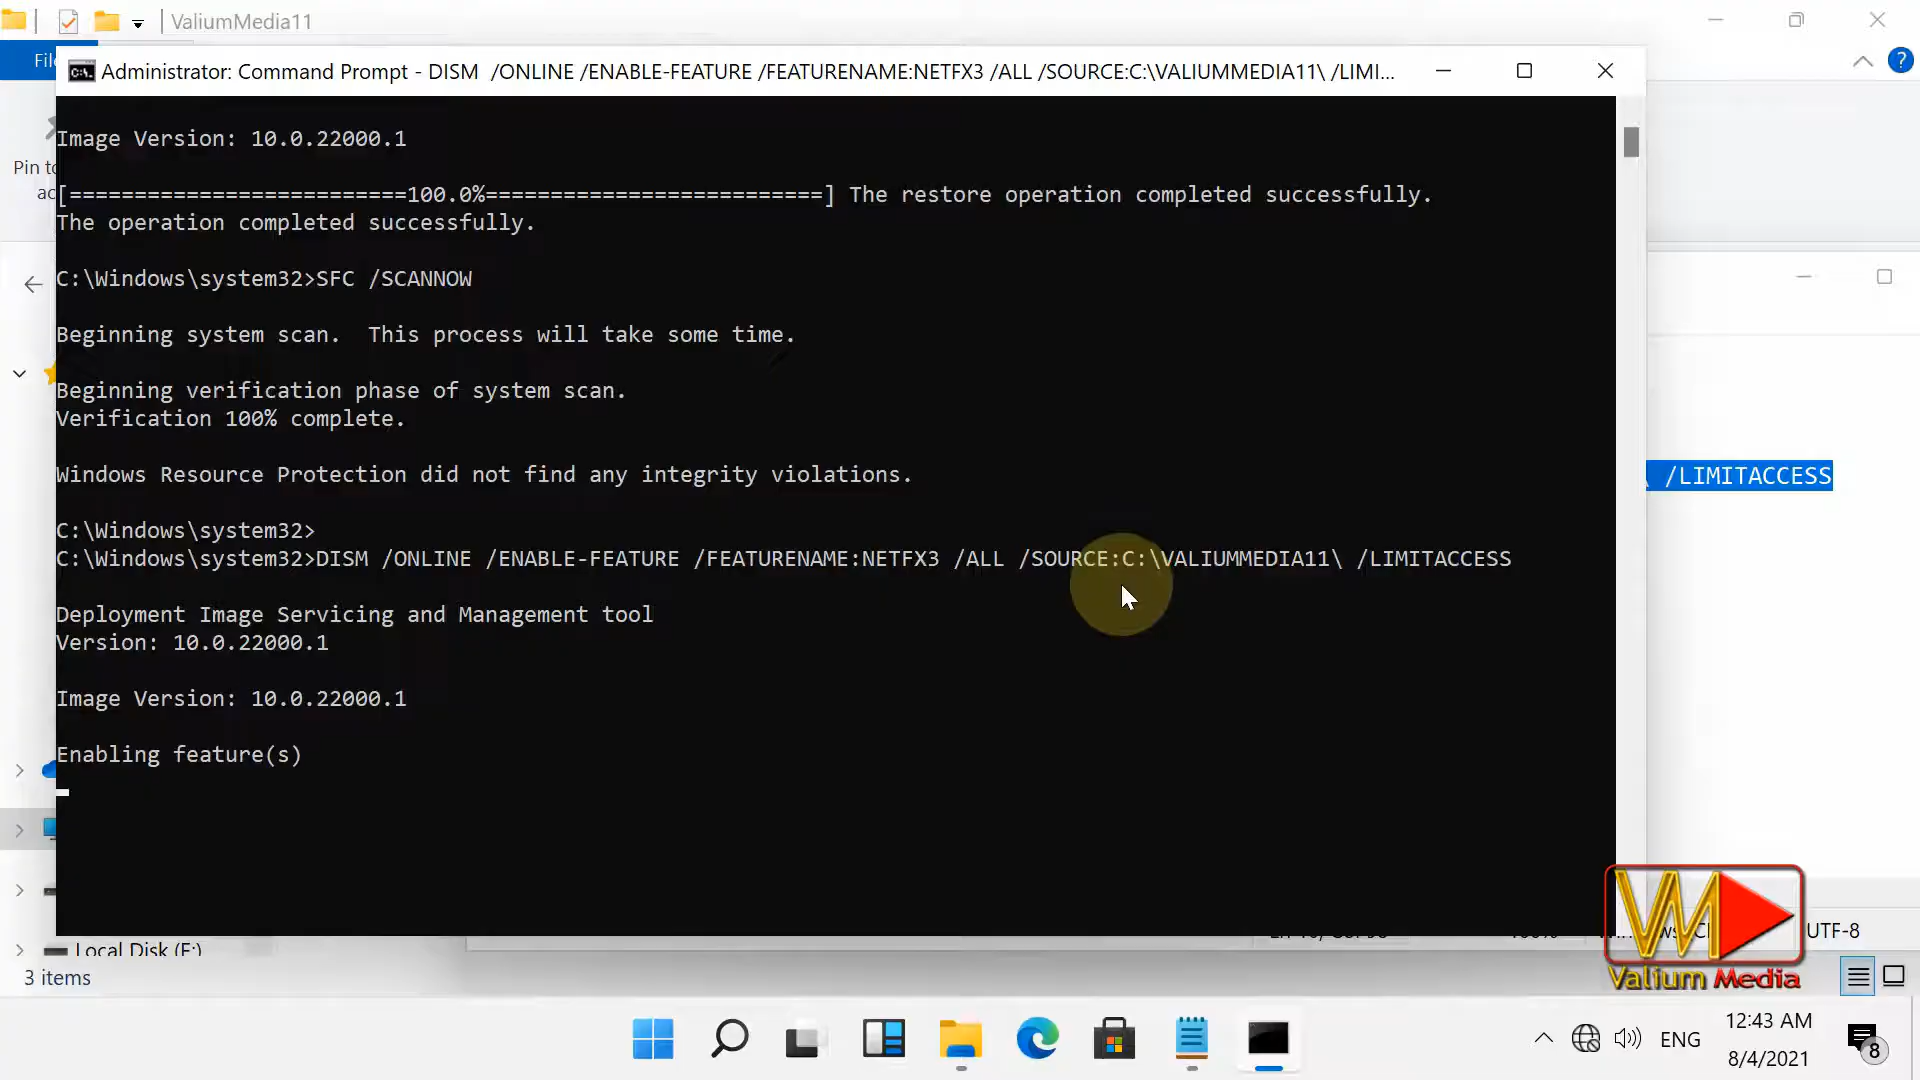 ValiumMedia11
Administrator: Command Prompt - DISM /ONLINE /ENABLE-FEATURE /FEATURENAME:NETFX3 /ALL /SOURCE:C:\VALIUMMEDIA11\ /LIMI...
Image Version: 10.0.22000.1
Pin to
[==========================100.0%==========================] The restore operation completed successfully.
The operation completed successfully.
C:\Windows\system32>SFC /SCANNOW
Beginning system scan.  This process will take some time.
Beginning verification phase of system scan.
Verification 100% complete.
Windows Resource Protection did not find any integrity violations.
\ /LIMITACCESS
C:\Windows\system32>
C:\Windows\system32>DISM /ONLINE /ENABLE-FEATURE /FEATURENAME:NETFX3 /ALL /SOURCE:C:\VALIUMMEDIA11\ /LIMITACCESS
Deployment Image Servicing and Management tool
Version: 10.0.22000.1
Image Version: 10.0.22000.1
Enabling feature(s)
UTF-8
Local Disk (F:)
3 items
Valium Media
ENG
12:43 AM
8/4/2021
8